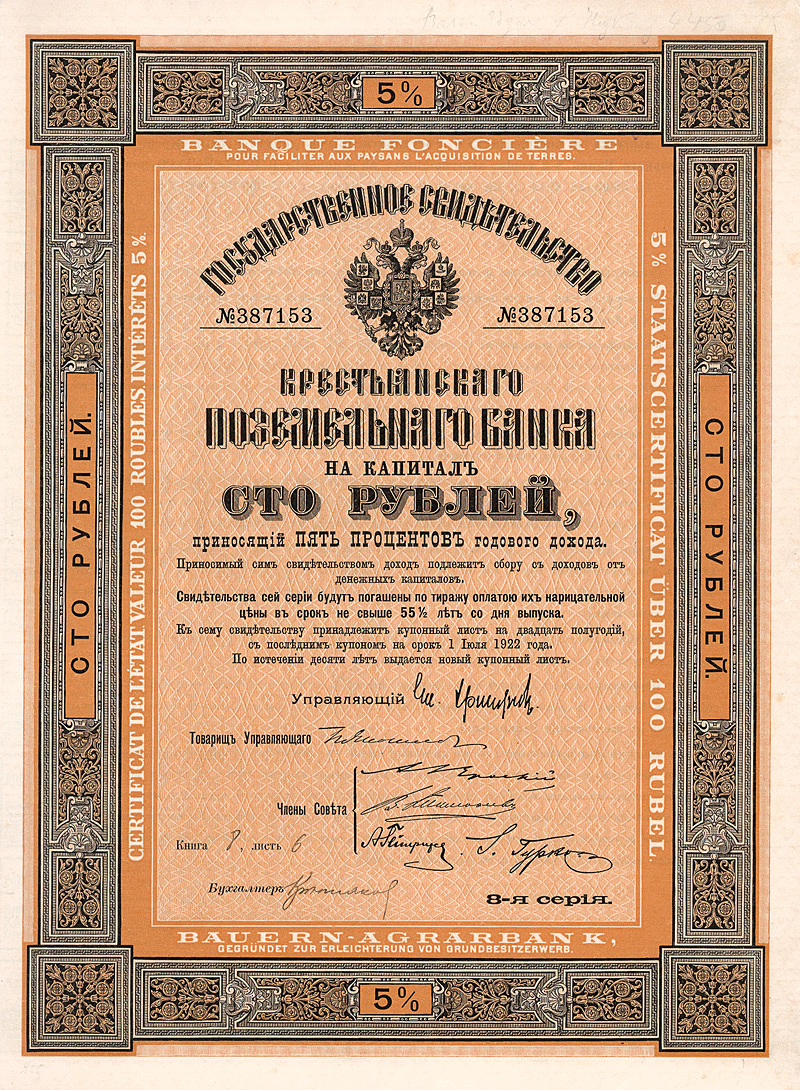 5%
BANQUE FONCIÈRE
POUR FACILITER AUX PAYSANS L'ACQUISITION DE TERRES.
ГОСУДАРСТВЕННОЕ СВИДѢТЕЛЬСТВО
№387153
№387153
КРЕСТЬЯНСКАГО
ПОЗЕМЕЛЬНАГО БАНКА
НА КАПИТАЛЪ
СТО РУБЛЕЙ,
приносящій ПЯТЬ ПРОЦЕНТОВЪ годового дохода.
Приносимый симъ свидѣтельствомъ доходъ подлежитъ сбору съ доходовъ отъ
денежныхъ капиталовъ.
Свидѣтельства сей серіи будутъ погашены по тиражу оплатою ихъ нарицательной
цѣны въ срокъ не свыше 55½ лѣтъ со дня выпуска.
Къ сему свидѣтельству принадлежитъ купонный листъ на двадцать полугодій,
съ послѣднимъ купономъ на срокъ 1 Іюля 1922 года.
По истеченіи десяти лѣтъ выдается новый купонный листъ.
Управляющій
Товарищъ Управляющаго
Члены Совѣта
Книга 8, листъ 6
Бухгалтеръ
8-я серія.
BAUERN-AGRARBANK,
GEGRÜNDET ZUR ERLEICHTERUNG VON GRUNDBESITZERWERB.
5%
СТО РУБЛЕЙ.
CERTIFICAT DE L'ÉTAT VALEUR 100 ROUBLES INTERÊTS 5%.
5% STAATSCERTIFICAT ÜBER 100 RUBEL.
СТО РУБЛЕЙ.